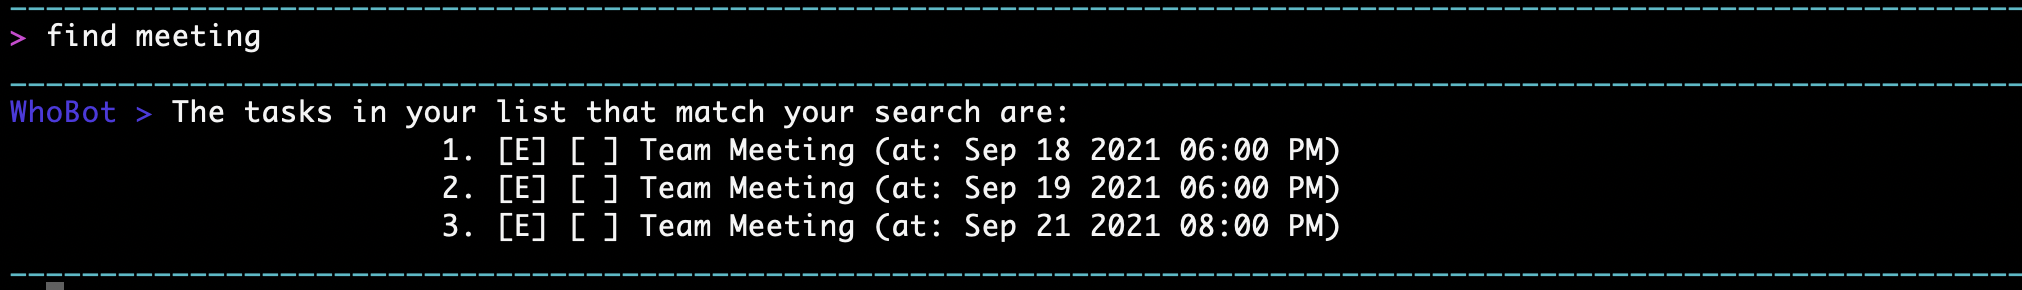 > find meeting
WhoBot > The tasks in your list that match your search are:
1. [E] [ ] Team Meeting (at: Sep 18 2021 06:00 PM)
2. [E] [ ] Team Meeting (at: Sep 19 2021 06:00 PM)
3. [E] [ ] Team Meeting (at: Sep 21 2021 08:00 PM)